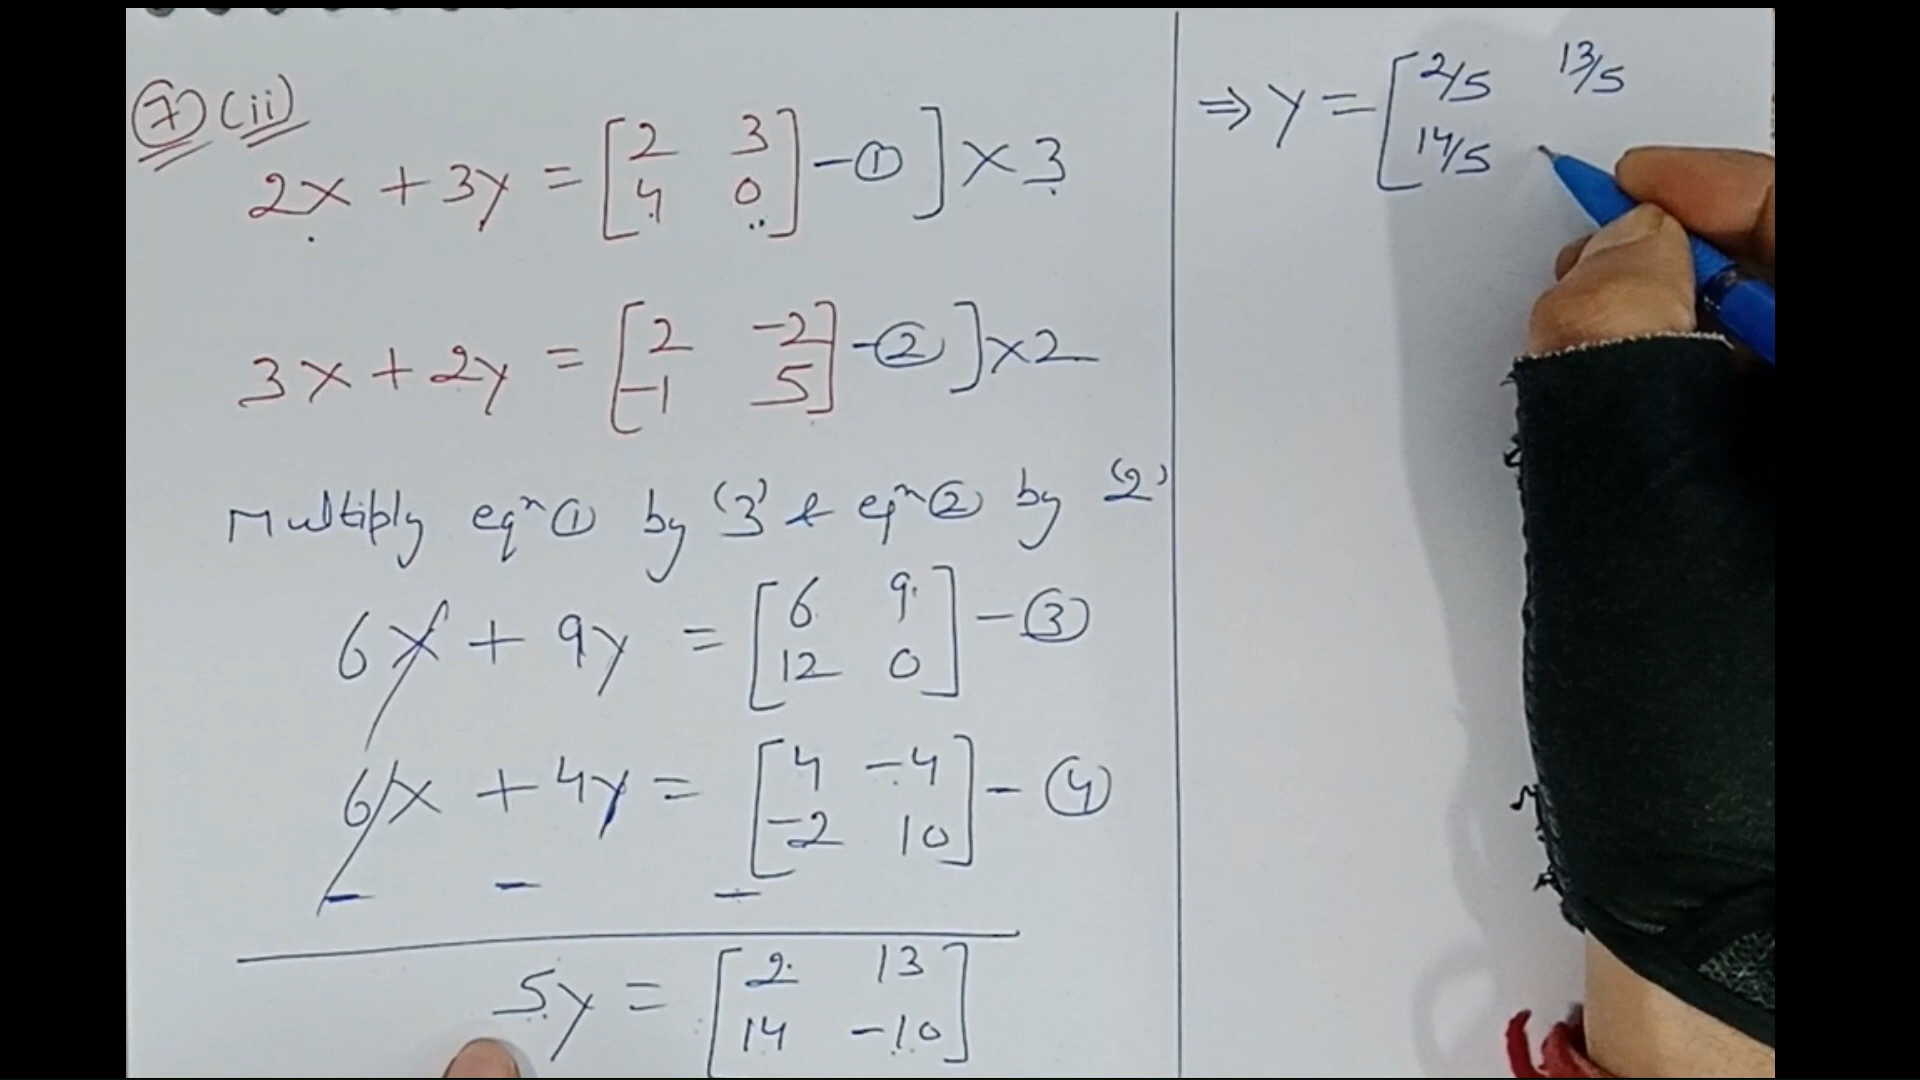 ⑦ (ii)
2x + 3y = [2 3
4 0] - ① ] × 3
3x + 2y = [2 -2
-1 5] - ② ] × 2
Multiply eqⁿ ① by '3' & eqⁿ ② by '2'
6x + 9y = [6 9
12 0] - ③
6x + 4y = [4 -4
-2 10] - ④
- - -
5y = [2 13
14 -10]
⇒ y = [2/5 13/5
14/5